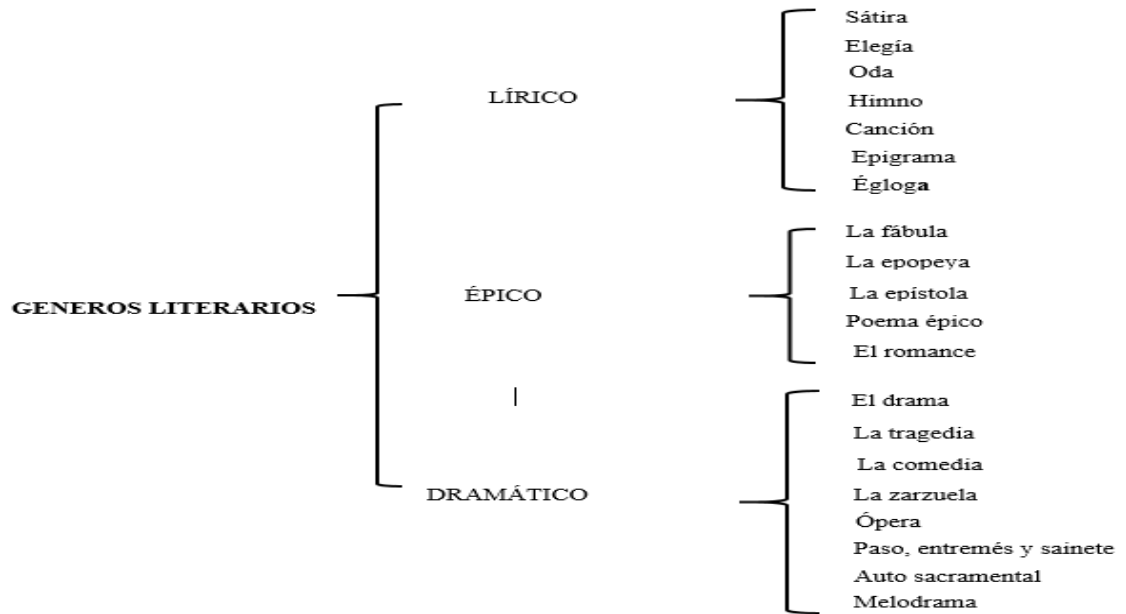 GENEROS LITERARIOS
LÍRICO
Sátira
Elegía
Oda
Himno
Canción
Epigrama
Égloga
ÉPICO
La fábula
La epopeya
La epístola
Poema épico
El romance
DRAMÁTICO
El drama
La tragedia
La comedia
La zarzuela
Ópera
Paso, entremés y sainete
Auto sacramental
Melodrama